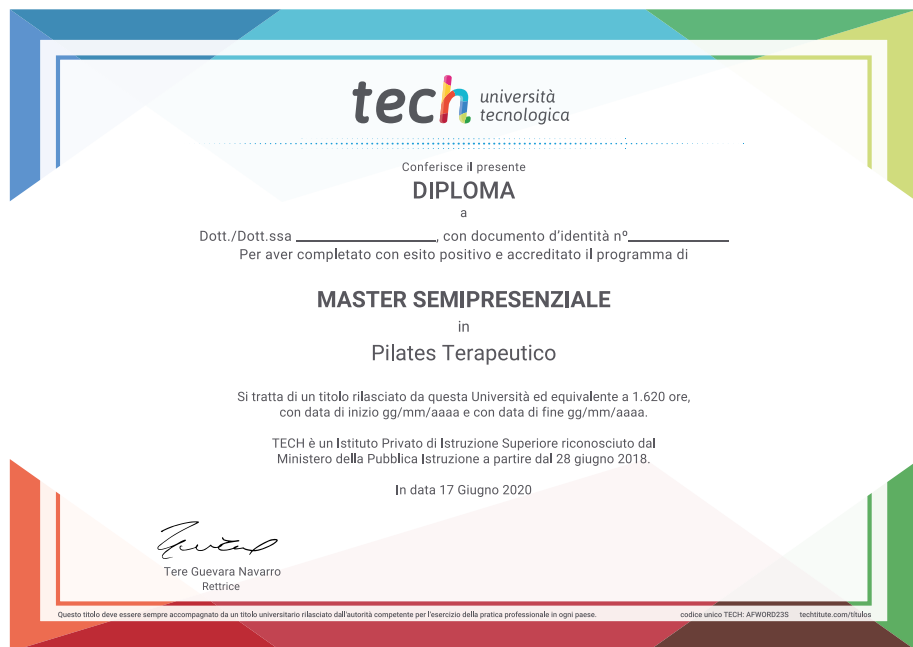 tech università
tecnologica
Conferisce il presente
DIPLOMA
a
Dott./Dott.ssa ________________, con documento d'identità nº____________
Per aver completato con esito positivo e accreditato il programma di
MASTER SEMIPRESENZIALE
in
Pilates Terapeutico
Si tratta di un titolo rilasciato da questa Università ed equivalente a 1.620 ore,
con data di inizio gg/mm/aaaa e con data di fine gg/mm/aaaa.
TECH è un Istituto Privato di Istruzione Superiore riconosciuto dal
Ministero della Pubblica Istruzione a partire dal 28 giugno 2018.
In data 17 Giugno 2020
Tere Guevara Navarro
Rettrice
Questo titolo deve essere sempre accompagnato da un titolo universitario rilasciato dall'autorità competente per l'esercizio della pratica professionale in ogni paese. codice unico TECH: AFWORD23S techtitute.com/titulos